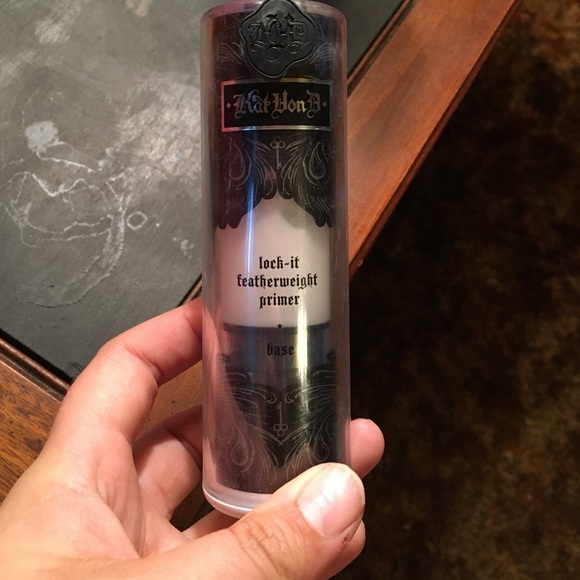 Kat Von D
lock-it
featherweight
primer
base